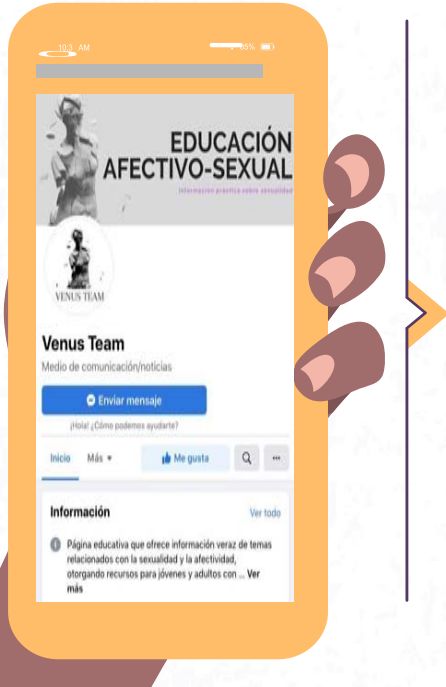 AM
85%
EDUCACIÓN
AFECTIVO-SEXUAL
información práctica sobre sexualidad
VENUS TEAM
Venus Team
Medio de comunicación/noticias
Enviar mensaje
¡Hola! ¿Cómo podemos ayudarte?
Inicio Más Me gusta
Información Ver todo
Página educativa que ofrece información veraz de temas
relacionados con la sexualidad y la afectividad,
otorgando recursos para jóvenes y adultos con ... Ver
más